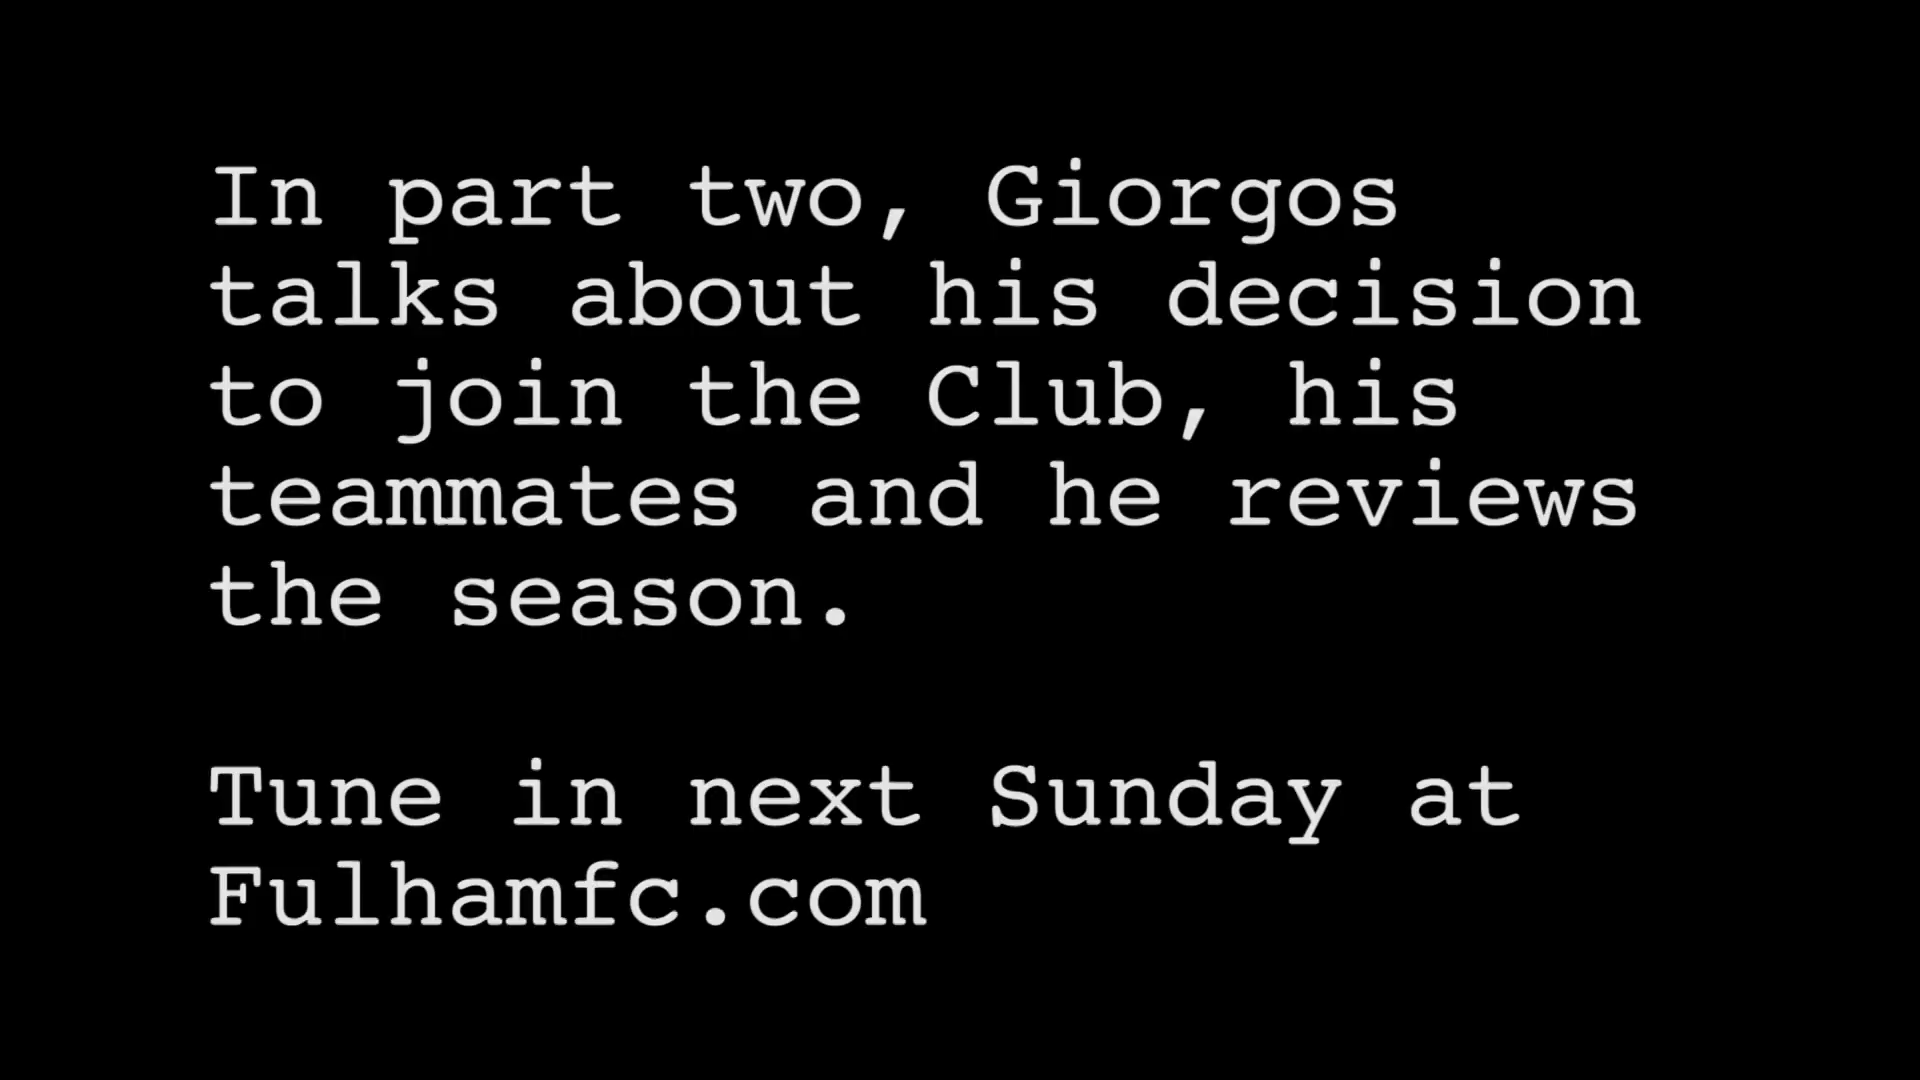 In part two, Giorgos
talks about his decision
to join the Club, his
teammates and he reviews
the season.
Tune in next Sunday at
Fulhamfc.com